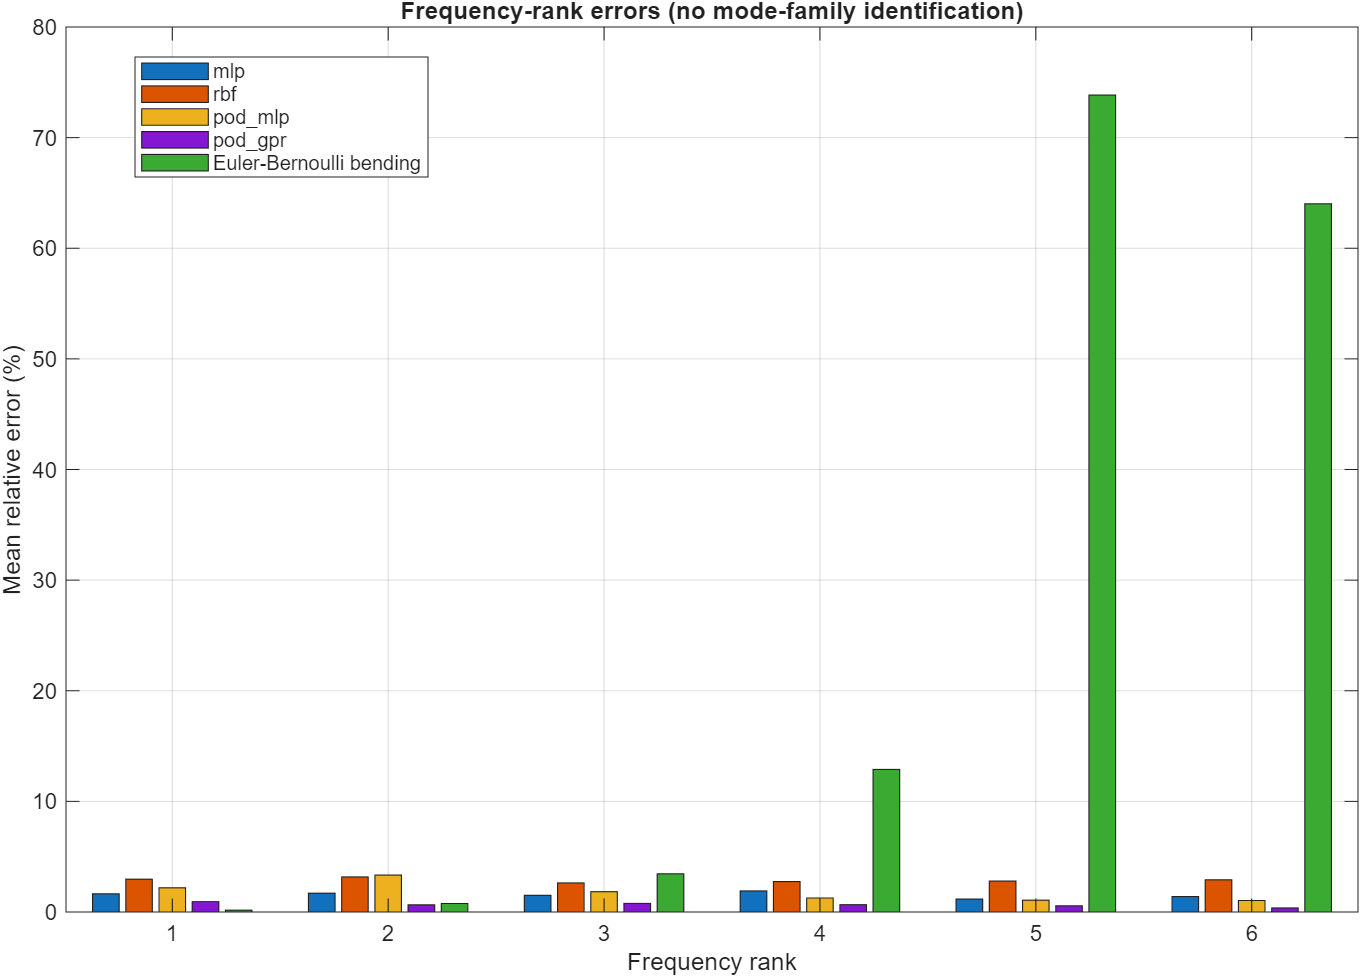 Frequency-rank errors (no mode-family identification)
80
70
60
50
40
30
20
10
0
Mean relative error (%)
mlp
rbf
pod_mlp
pod_gpr
Euler-Bernoulli bending
1 2 3 4 5 6
Frequency rank